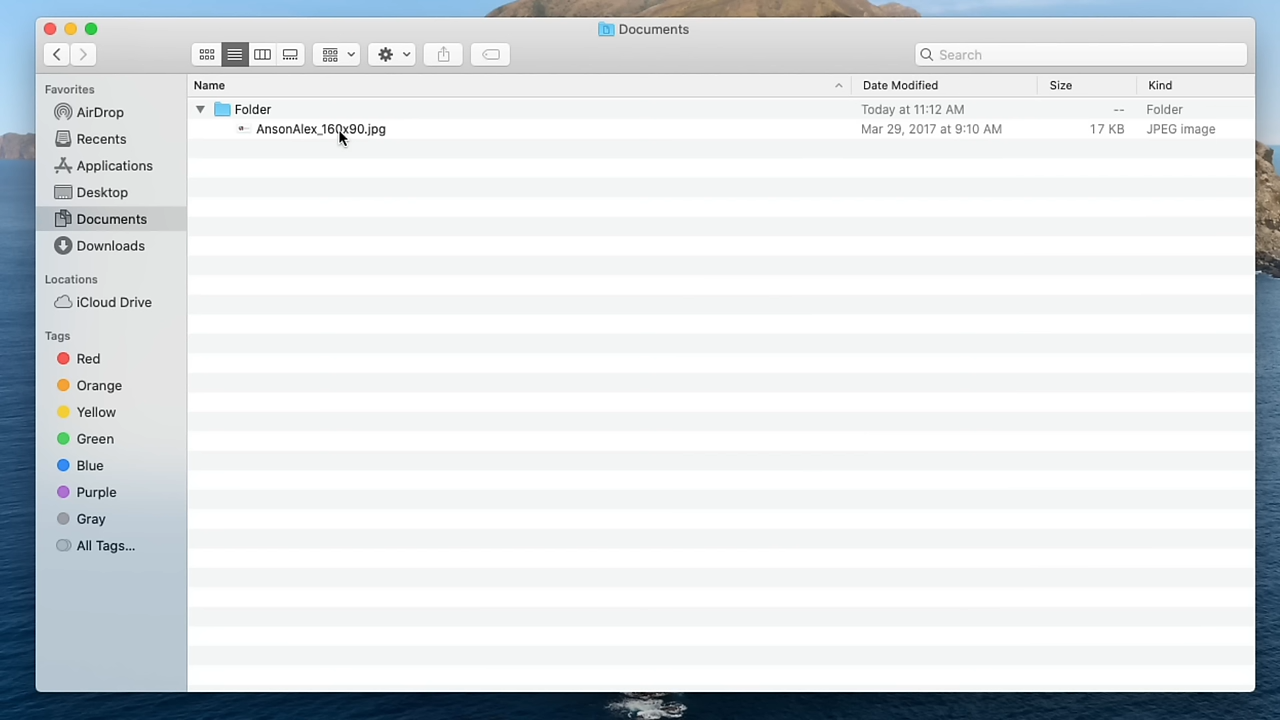 Documents
Search
Favorites
AirDrop
Recents
Applications
Desktop
Documents
Downloads
Locations
iCloud Drive
Tags
Red
Orange
Yellow
Green
Blue
Purple
Gray
All Tags...
Name Date Modified Size Kind
Folder Today at 11:12 AM -- Folder
AnsonAlex_160x90.jpg Mar 29, 2017 at 9:10 AM 17 KB JPEG image